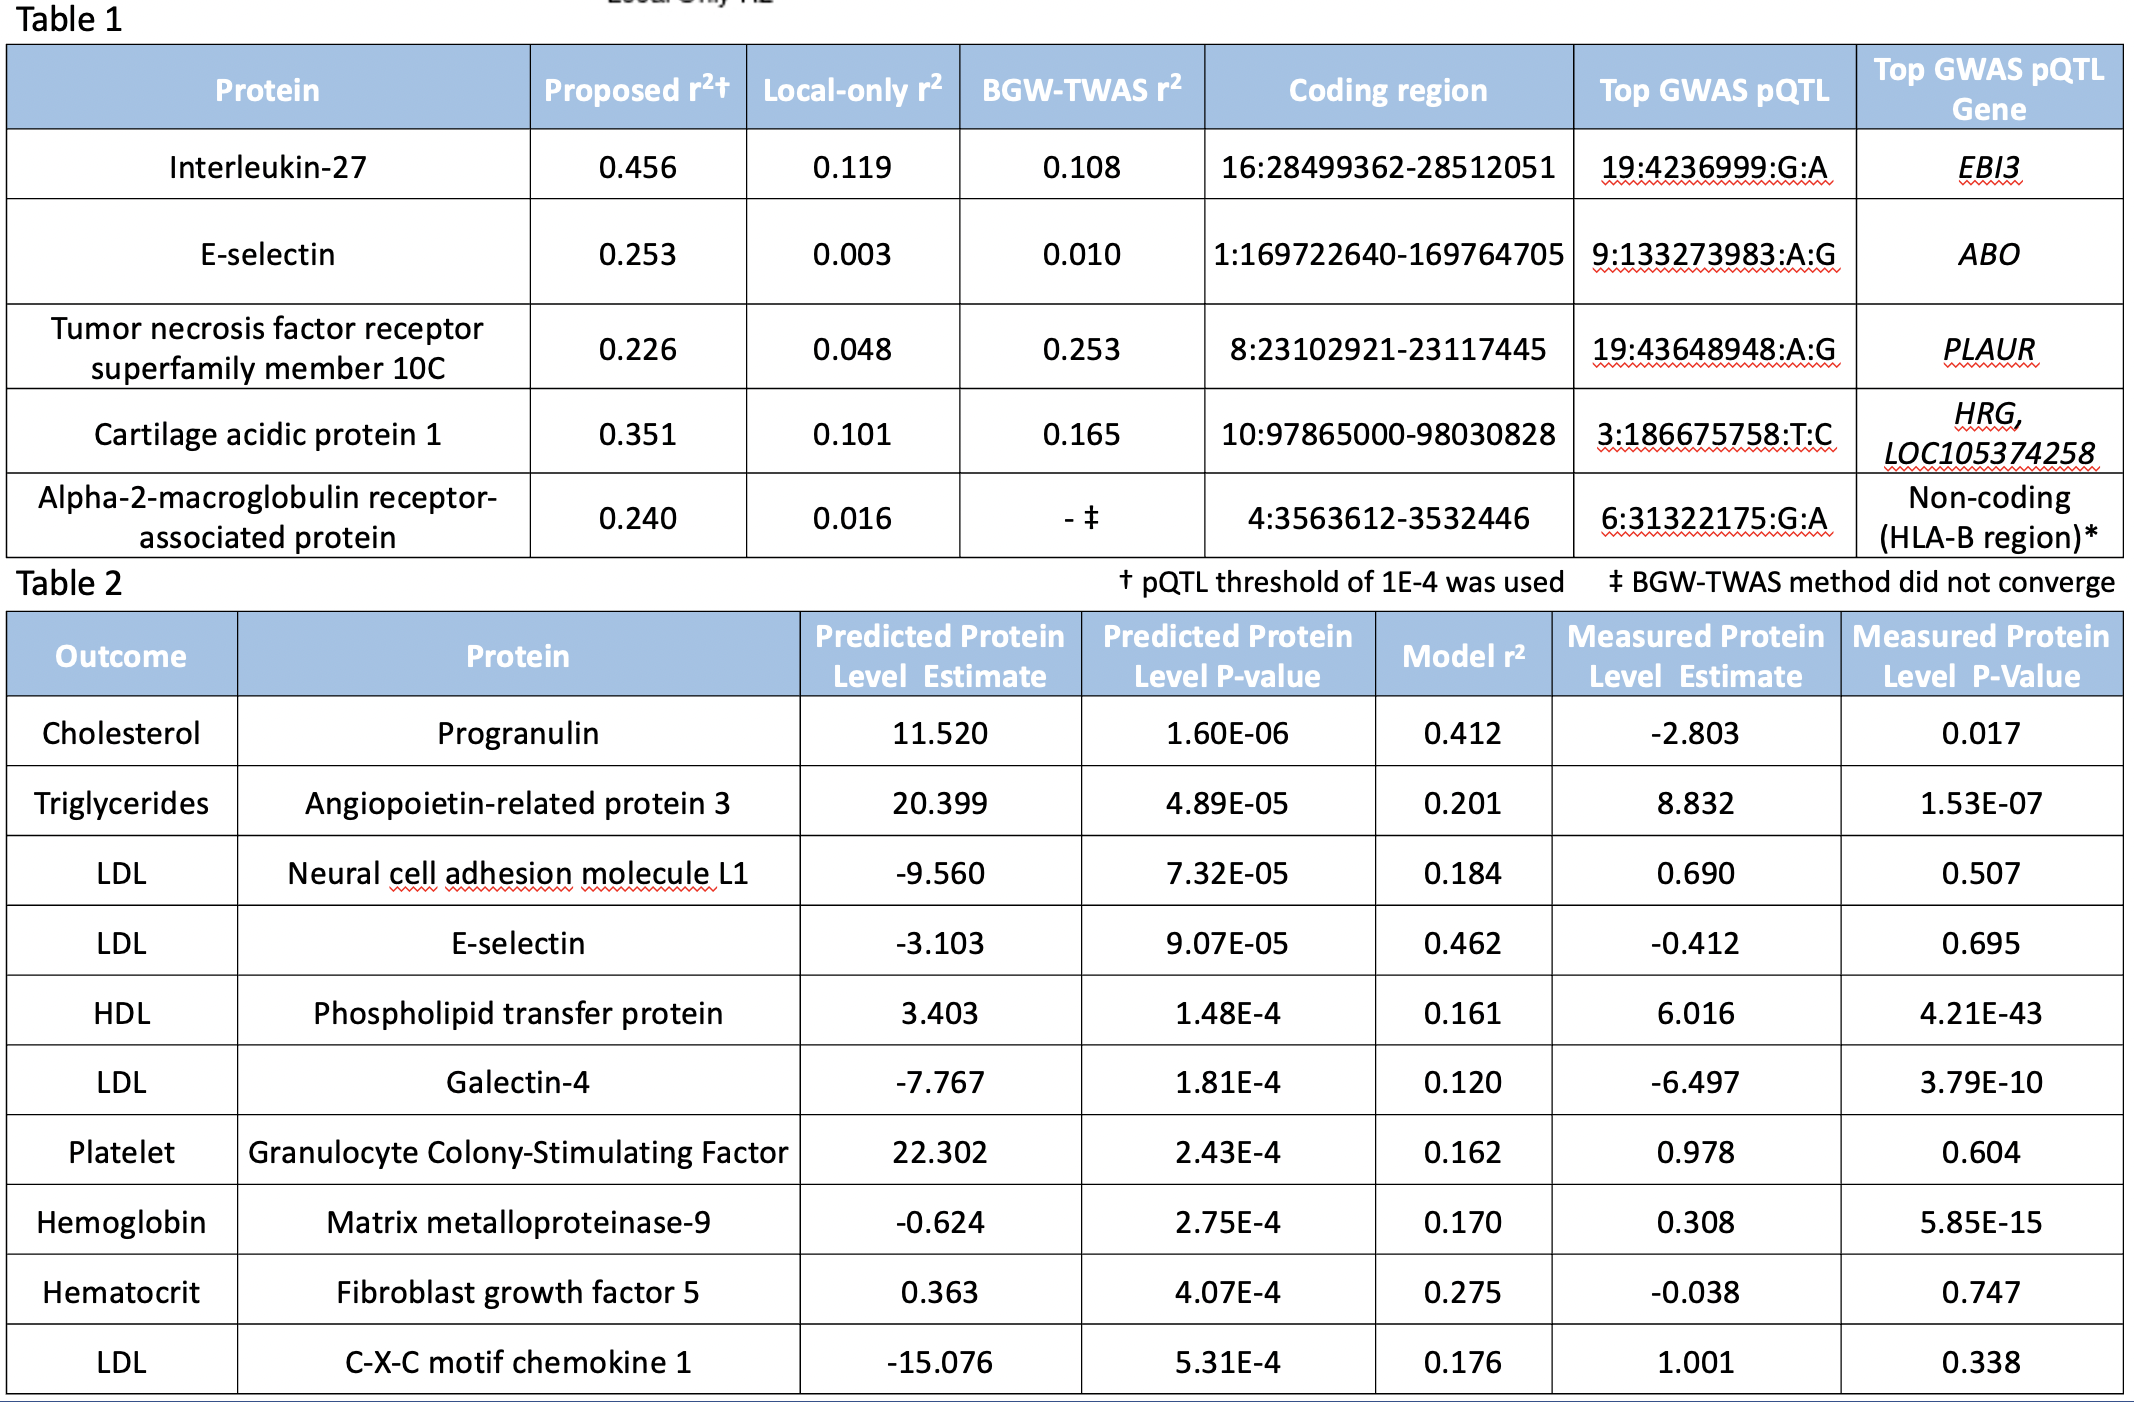 Table 1
Protein Proposed r²† Local-only r² BGW-TWAS r² Coding region Top GWAS pQTL Top GWAS pQTL Gene
Interleukin-27 0.456 0.119 0.108 16:28499362-28512051 19:4236999:G:A EBI3
E-selectin 0.253 0.003 0.010 1:169722640-169764705 9:133273983:A:G ABO
Tumor necrosis factor receptor superfamily member 10C 0.226 0.048 0.253 8:23102921-23117445 19:43648948:A:G PLAUR
Cartilage acidic protein 1 0.351 0.101 0.165 10:97865000-98030828 3:186675758:T:C HRG, LOC105374258
Alpha-2-macroglobulin receptor-associated protein 0.240 0.016 - ‡ 4:3563612-3532446 6:31322175:G:A Non-coding (HLA-B region)*
Table 2 † pQTL threshold of 1E-4 was used ‡ BGW-TWAS method did not converge
Outcome Protein Predicted Protein Level Estimate Predicted Protein Level P-value Model r² Measured Protein Level Estimate Measured Protein Level P-Value
Cholesterol Progranulin 11.520 1.60E-06 0.412 -2.803 0.017
Triglycerides Angiopoietin-related protein 3 20.399 4.89E-05 0.201 8.832 1.53E-07
LDL Neural cell adhesion molecule L1 -9.560 7.32E-05 0.184 0.690 0.507
LDL E-selectin -3.103 9.07E-05 0.462 -0.412 0.695
HDL Phospholipid transfer protein 3.403 1.48E-4 0.161 6.016 4.21E-43
LDL Galectin-4 -7.767 1.81E-4 0.120 -6.497 3.79E-10
Platelet Granulocyte Colony-Stimulating Factor 22.302 2.43E-4 0.162 0.978 0.604
Hemoglobin Matrix metalloproteinase-9 -0.624 2.75E-4 0.170 0.308 5.85E-15
Hematocrit Fibroblast growth factor 5 0.363 4.07E-4 0.275 -0.038 0.747
LDL C-X-C motif chemokine 1 -15.076 5.31E-4 0.176 1.001 0.338